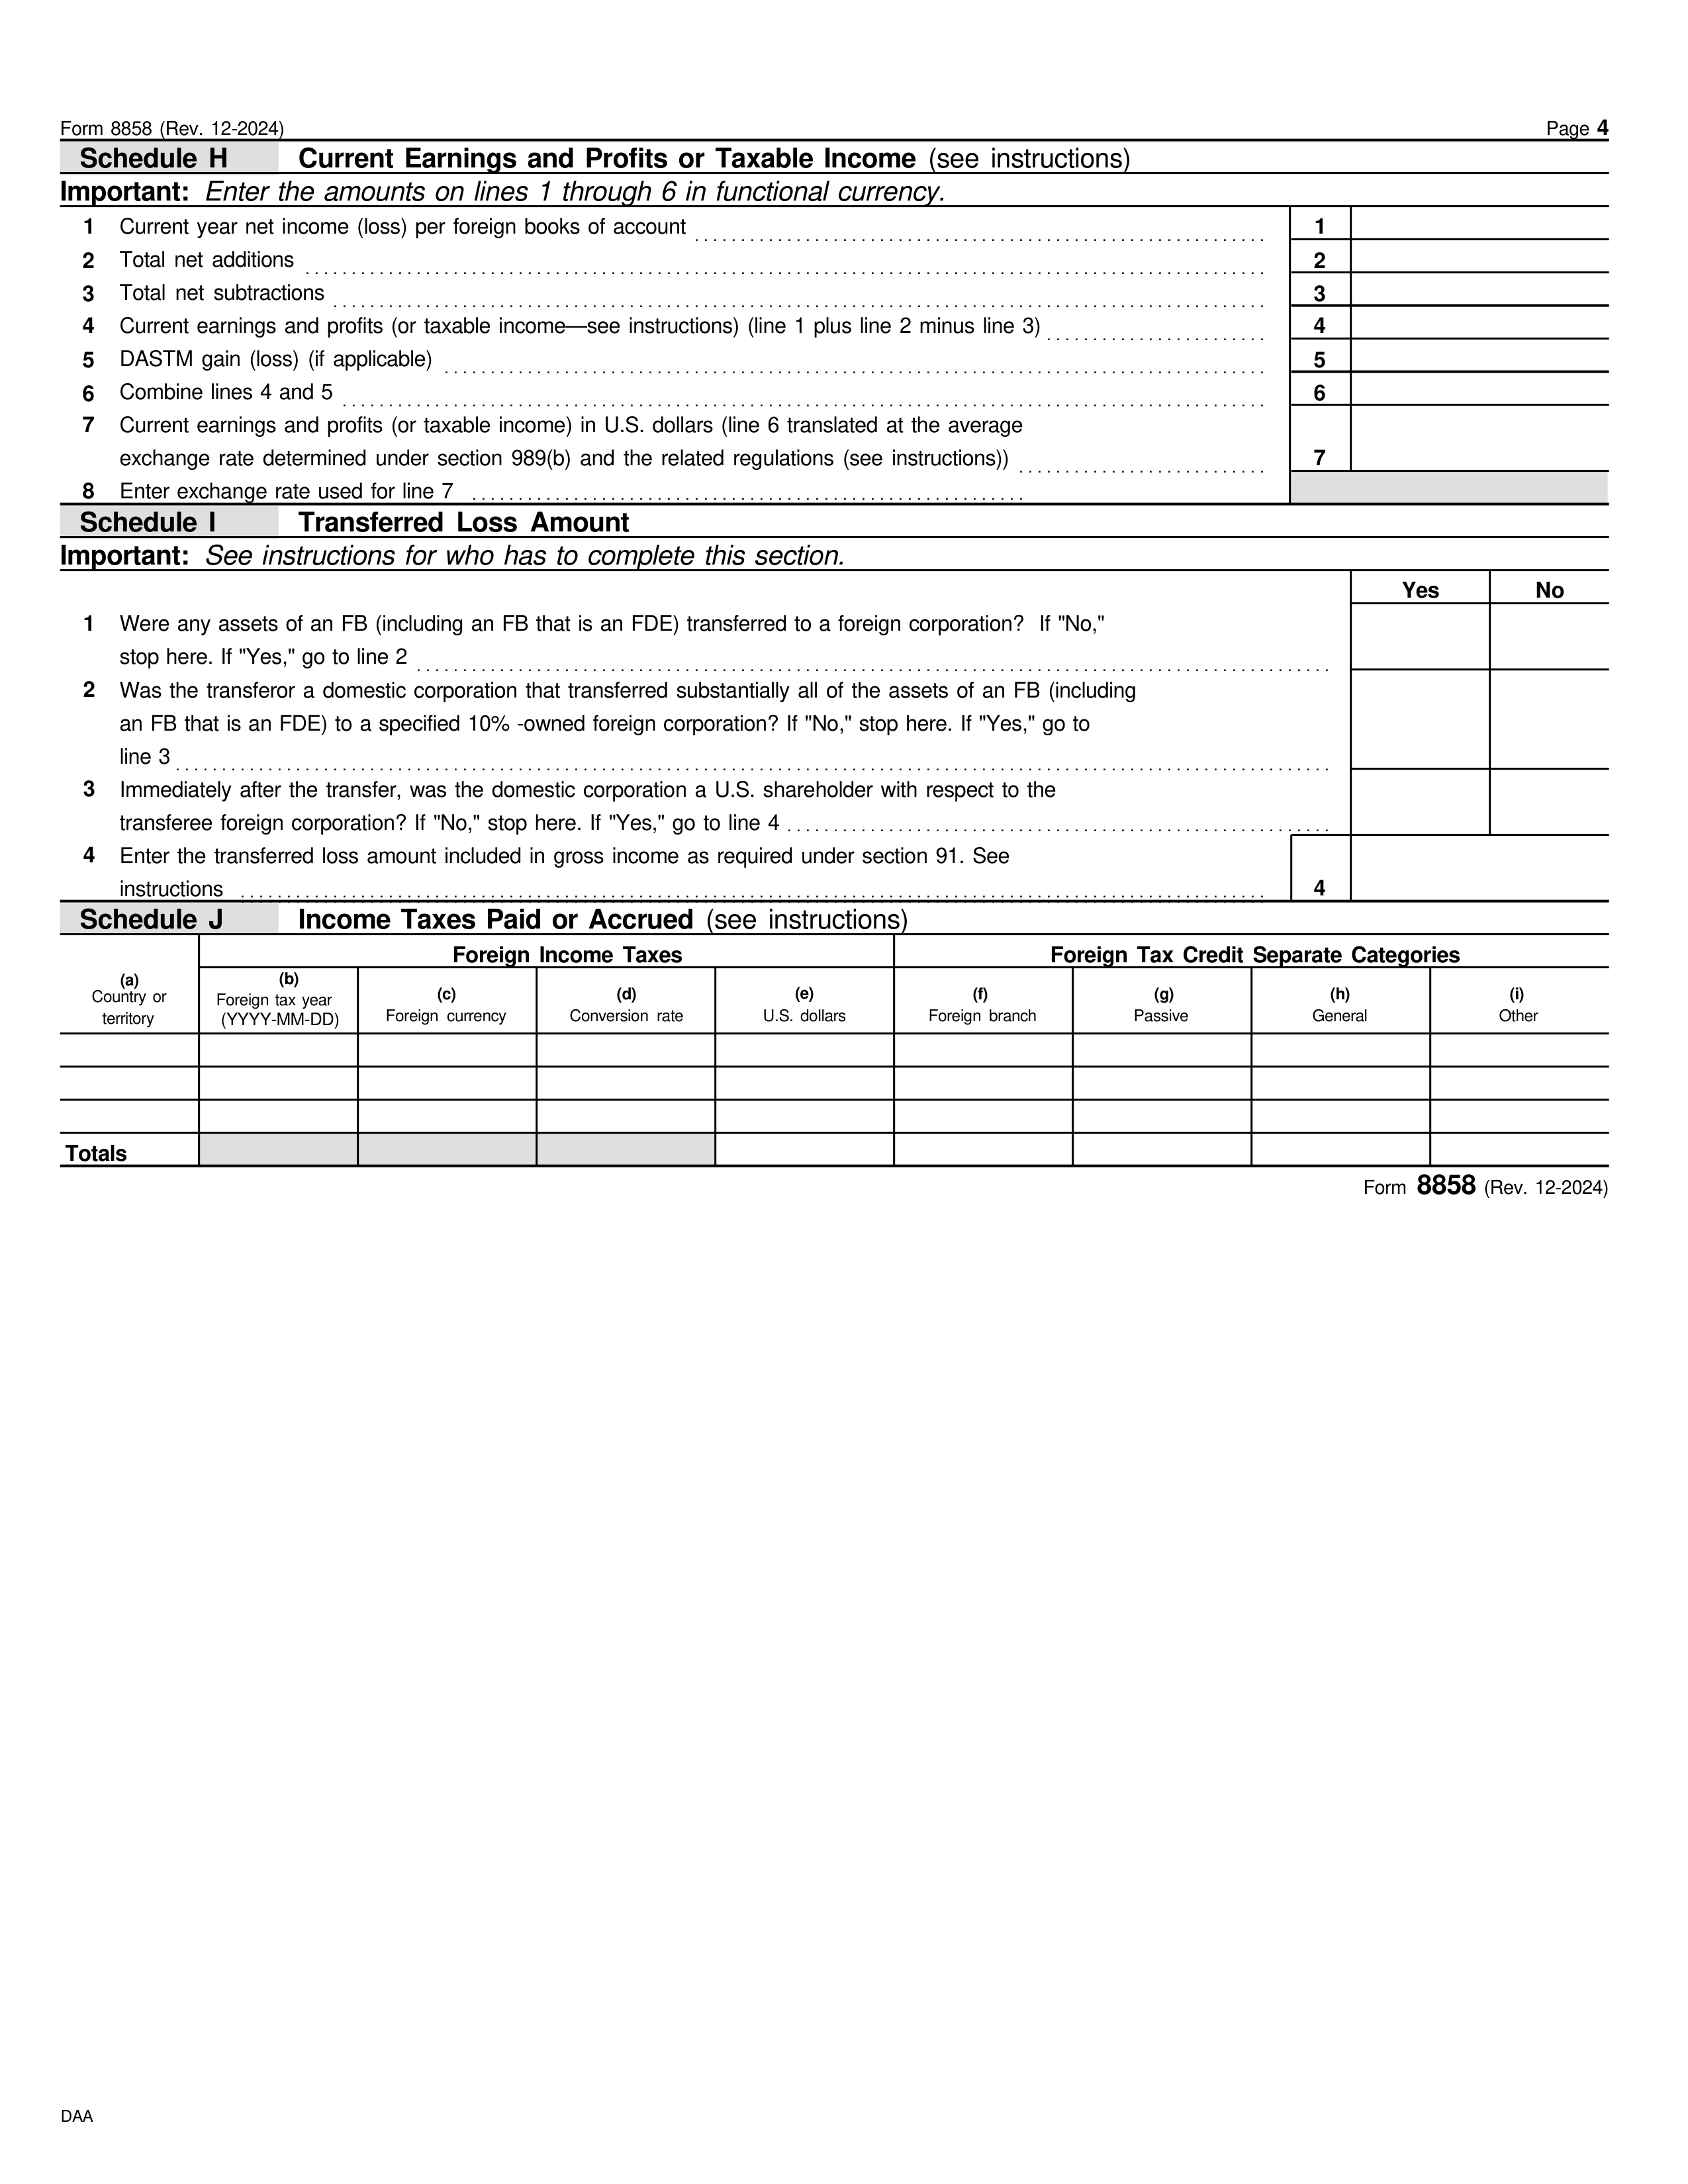 Form 8858 (Rev. 12-2024) Page 4
Schedule H Current Earnings and Profits or Taxable Income (see instructions)
Important: Enter the amounts on lines 1 through 6 in functional currency.
1 Current year net income (loss) per foreign books of account 1
2 Total net additions 2
3 Total net subtractions 3
4 Current earnings and profits (or taxable income—see instructions) (line 1 plus line 2 minus line 3) 4
5 DASTM gain (loss) (if applicable) 5
6 Combine lines 4 and 5 6
7 Current earnings and profits (or taxable income) in U.S. dollars (line 6 translated at the average
exchange rate determined under section 989(b) and the related regulations (see instructions)) 7
8 Enter exchange rate used for line 7
Schedule I Transferred Loss Amount
Important: See instructions for who has to complete this section.
Yes No
1 Were any assets of an FB (including an FB that is an FDE) transferred to a foreign corporation? If "No,"
stop here. If "Yes," go to line 2
2 Was the transferor a domestic corporation that transferred substantially all of the assets of an FB (including
an FB that is an FDE) to a specified 10% -owned foreign corporation? If "No," stop here. If "Yes," go to
line 3
3 Immediately after the transfer, was the domestic corporation a U.S. shareholder with respect to the
transferee foreign corporation? If "No," stop here. If "Yes," go to line 4
4 Enter the transferred loss amount included in gross income as required under section 91. See
instructions 4
Schedule J Income Taxes Paid or Accrued (see instructions)
Foreign Income Taxes Foreign Tax Credit Separate Categories
(a) (b) (c) (d) (e) (f) (g) (h) (i)
Country or Foreign tax year Foreign currency Conversion rate U.S. dollars Foreign branch Passive General Other
territory (YYYY-MM-DD)
Totals
Form 8858 (Rev. 12-2024)
DAA